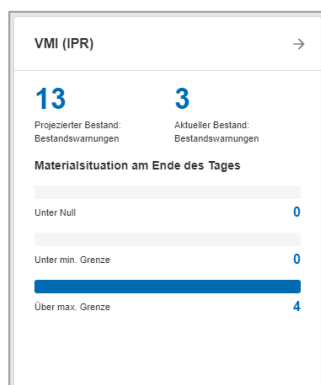 VMI (IPR)
13
3
Projezierter Bestand:
Bestandswarnungen
Aktueller Bestand:
Bestandswarnungen
Materialsituation am Ende des Tages
Unter Null 0
Unter min. Grenze 0
Über max. Grenze 4